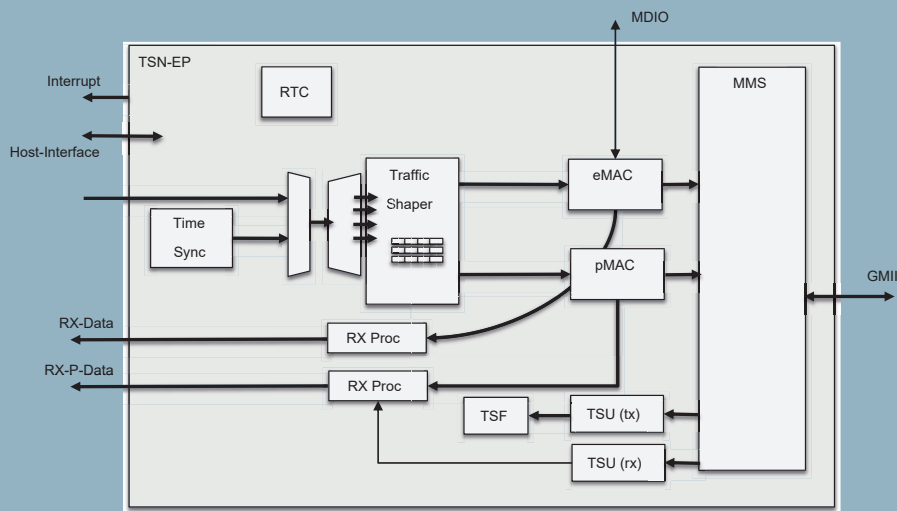 MDIO
TSN-EP
MMS
Interrupt
RTC
Host-Interface
Traffic
Shaper
eMAC
Time
Sync
pMAC
GMII
RX-Data
RX Proc
RX-P-Data
RX Proc
TSF
TSU (tx)
TSU (rx)